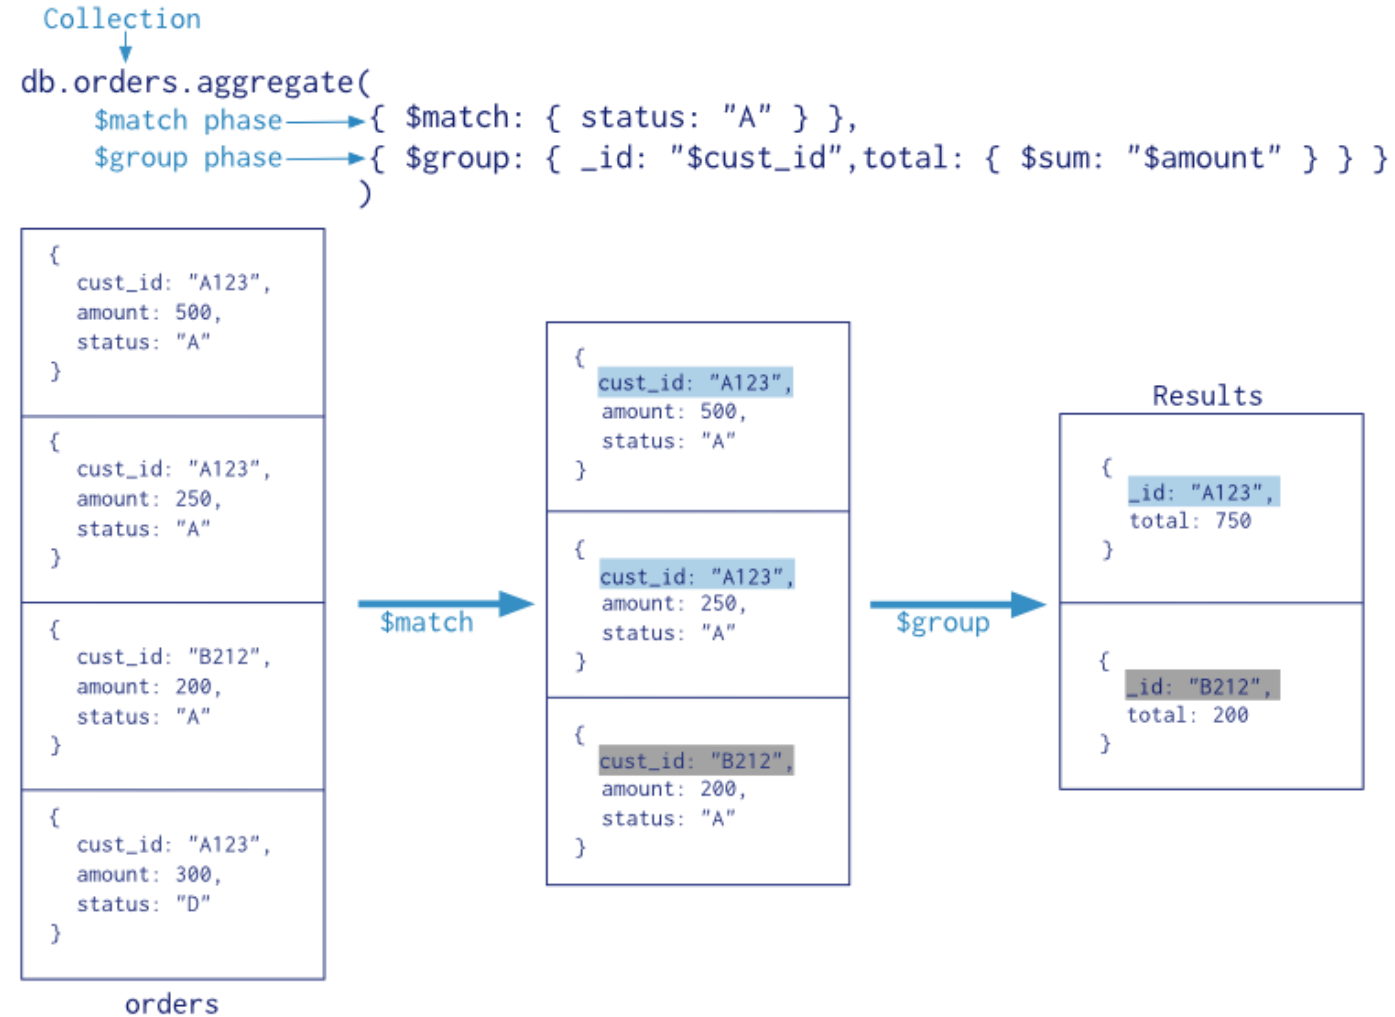 Collection
db.orders.aggregate(
$match phase { $match: { status: "A" } },
$group phase { $group: { _id: "$cust_id",total: { $sum: "$amount" } } }
)
{
cust_id: "A123",
amount: 500,
status: "A"
}
{
cust_id: "A123",
amount: 250,
status: "A"
}
{
cust_id: "B212",
amount: 200,
status: "A"
}
{
cust_id: "A123",
amount: 300,
status: "D"
}
orders
$match
{
cust_id: "A123",
amount: 500,
status: "A"
}
{
cust_id: "A123",
amount: 250,
status: "A"
}
{
cust_id: "B212",
amount: 200,
status: "A"
}
$group
Results
{
_id: "A123",
total: 750
}
{
_id: "B212",
total: 200
}